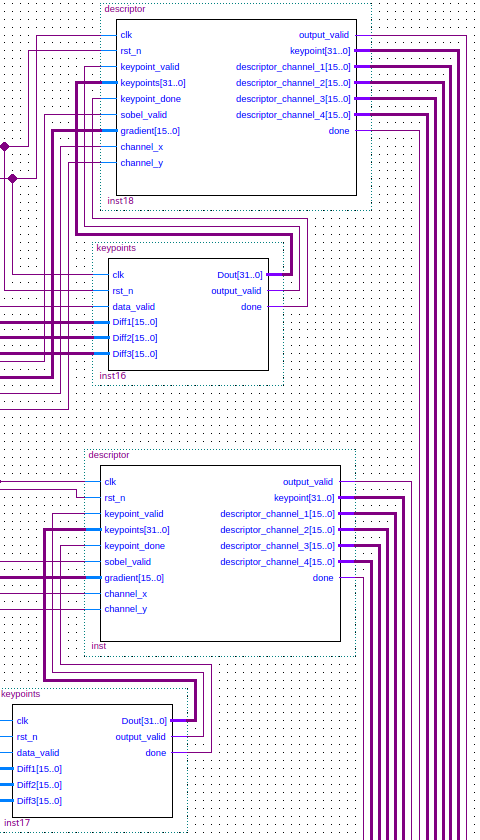 descriptor
clk output_valid
rst_n keypoint[31..0]
keypoint_valid descriptor_channel_1[15..0]
keypoints[31..0] descriptor_channel_2[15..0]
keypoint_done descriptor_channel_3[15..0]
sobel_valid descriptor_channel_4[15..0]
gradient[15..0] done
channel_x
channel_y
inst18
keypoints
clk Dout[31..0]
rst_n output_valid
data_valid done
Diff1[15..0]
Diff2[15..0]
Diff3[15..0]
inst16
descriptor
clk output_valid
rst_n keypoint[31..0]
keypoint_valid descriptor_channel_1[15..0]
keypoints[31..0] descriptor_channel_2[15..0]
keypoint_done descriptor_channel_3[15..0]
sobel_valid descriptor_channel_4[15..0]
gradient[15..0] done
channel_x
channel_y
inst
keypoints
clk Dout[31..0]
rst_n output_valid
data_valid done
Diff1[15..0]
Diff2[15..0]
Diff3[15..0]
inst17